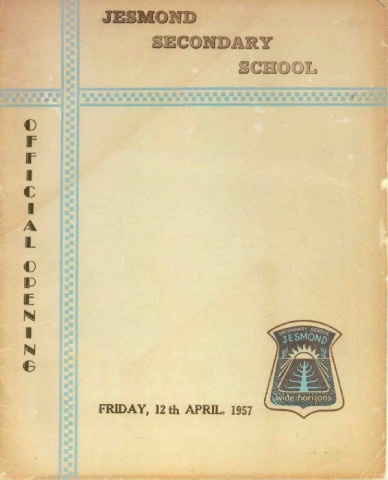 JESMOND
SECONDARY
SCHOOL
OFFICIAL OPENING
SECONDARY SCHOOL
JESMOND
wide horizons
FRIDAY, 12th APRIL, 1957